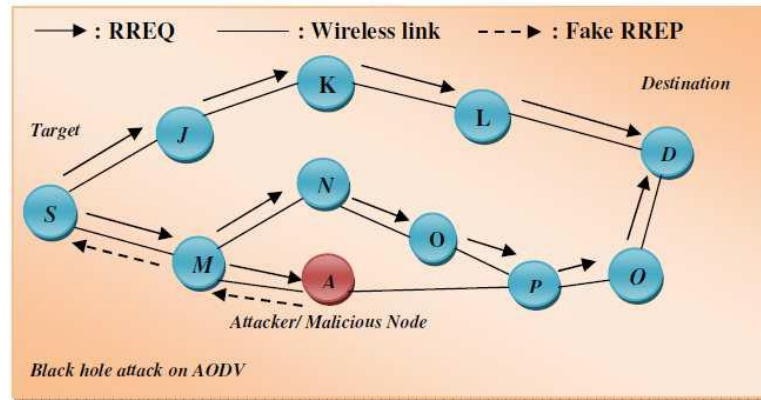 : RREQ : Wireless link : Fake RREP
K
Destination
L
Target
J
D
N
S
O
M
A
P
O
Attacker/ Malicious Node
Black hole attack on AODV